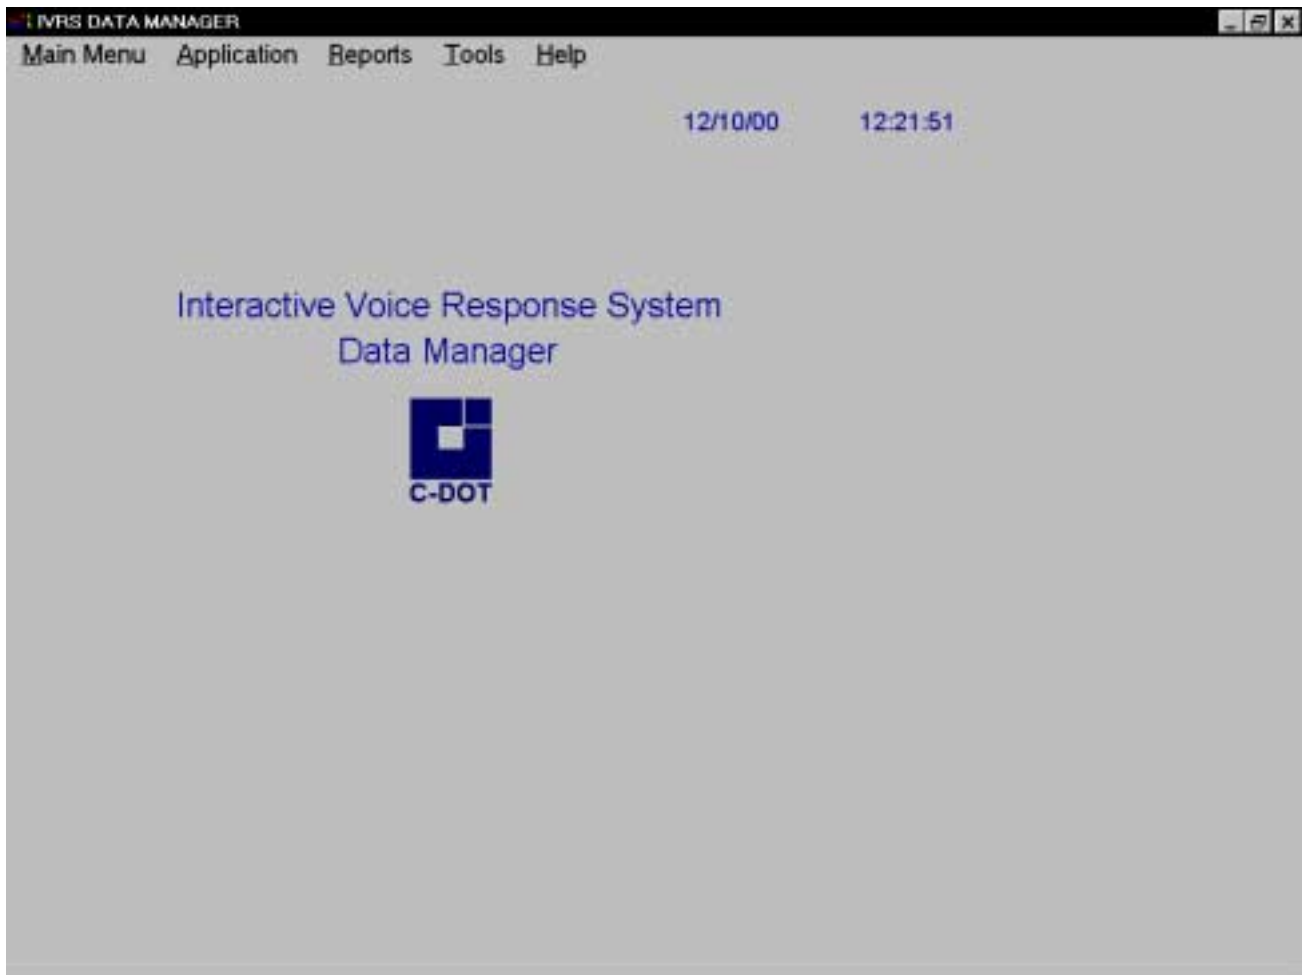 IVRS DATA MANAGER
Main Menu Application Reports Tools Help
12/10/00 12:21:51
Interactive Voice Response System
Data Manager
C-DOT